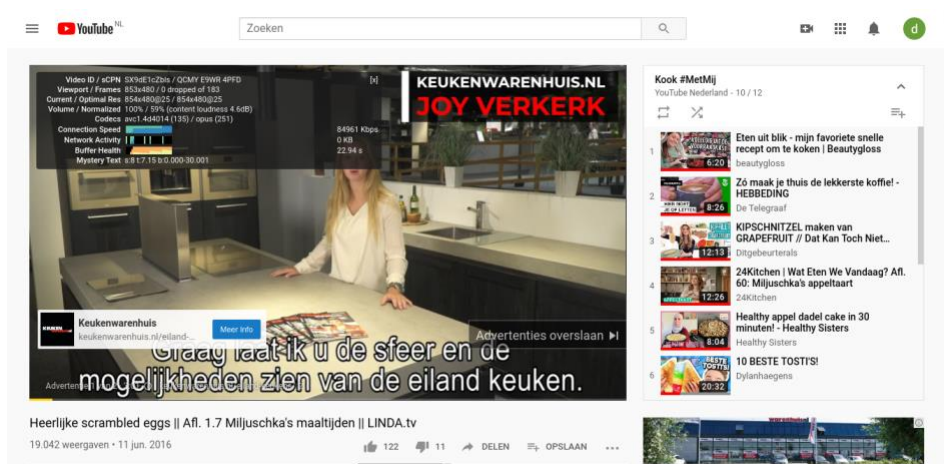 YouTube NL
Zoeken
d
Video ID / sCPN SX9dE1cZbIs / QCMY E9WR 4PFD
[x]
Viewport / Frames 853x480 / 0 dropped of 183
Current / Optimal Res 854x480@25 / 854x480@25
Volume / Normalized 100% / 59% (content loudness 4.6dB)
Codecs avc1.4d4014 (135) / opus (251)
Connection Speed 84961 Kbps
Network Activity 0 KB
Buffer Health 22.94 s
Mystery Text s:8 t:7.15 b:0.000-30.001
KEUKENWARENHUIS.NL
JOY VERKERK
Keukenwarenhuis
keukenwarenhuis.nl/eiland-...
Meer info
Advertenties overslaan
Graag laat ik u de sfeer en de
mogelijkheden zien van de eiland keuken.
Heerlijke scrambled eggs || Afl. 1.7 Miljuschka's maaltijden || LINDA.tv
19.042 weergaven • 11 jun. 2016
122 11 DELEN OPSLAAN ...
Kook #MetMij
YouTube Nederland - 10 / 12
1
6:20
Eten uit blik - mijn favoriete snelle
recept om te koken | Beautygloss
beautygloss
2
8:26
Zó maak je thuis de lekkerste koffie! -
HEBBEDING
De Telegraaf
3
12:13
KIPSCHNITZEL maken van
GRAPEFRUIT // Dat Kan Toch Niet...
Ditgebeurterals
4
12:26
24Kitchen | Wat Eten We Vandaag? Afl.
60: Miljuschka's appeltaart
24Kitchen
5
8:04
Healthy appel dadel cake in 30
minuten! - Healthy Sisters
Healthy Sisters
6
BESTE
TOSTI'S!
20:32
10 BESTE TOSTI'S!
Dylanhaegens